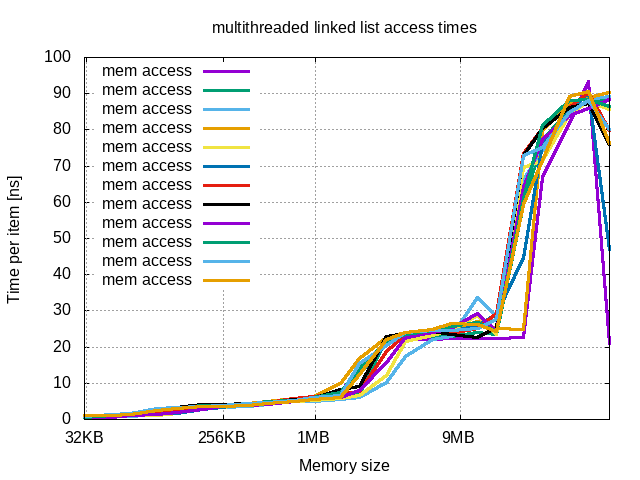 multithreaded linked list access times
100
90
80
70
60
50
40
30
20
10
0
Time per item [ns]
mem access
mem access
mem access
mem access
mem access
mem access
mem access
mem access
mem access
mem access
mem access
mem access
32KB 256KB 1MB 9MB
Memory size